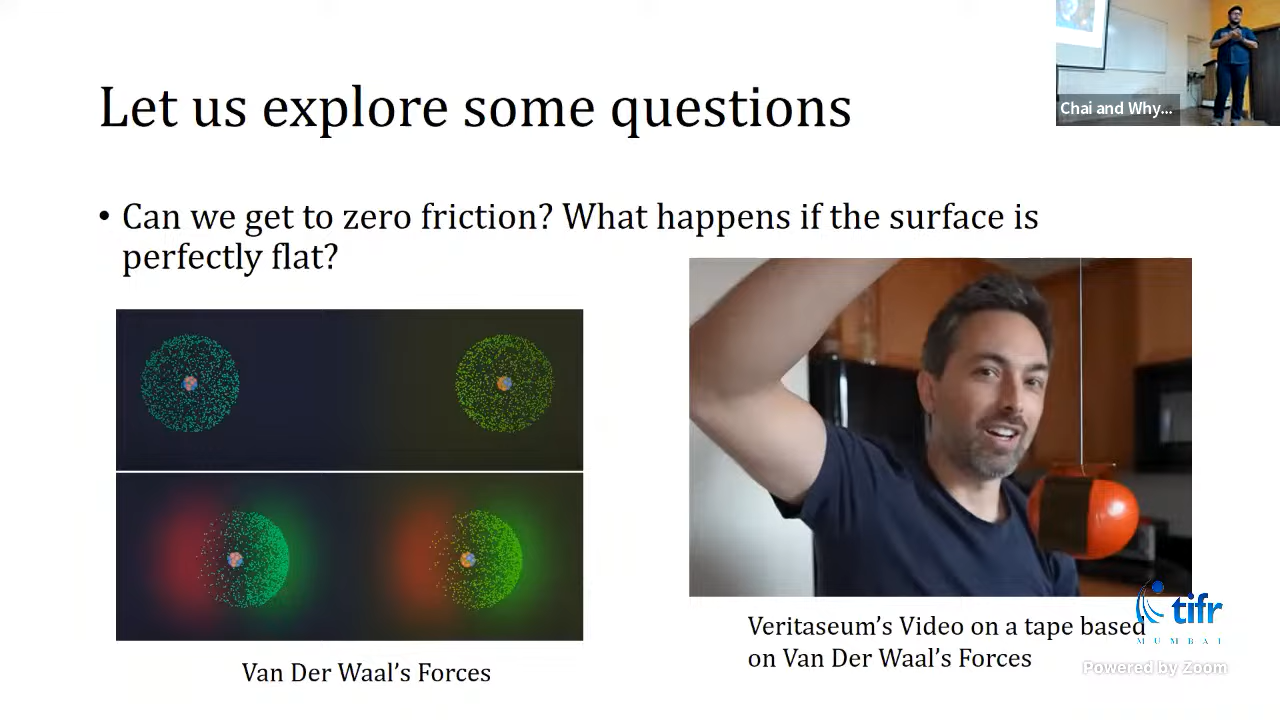 Let us explore some questions
Chai and Why...
• Can we get to zero friction? What happens if the surface is
perfectly flat?
Van Der Waal’s Forces
Veritaseum’s Video on a tape based
on Van Der Waal’s Forces
tifr
MUMBAI
Powered by Zoom